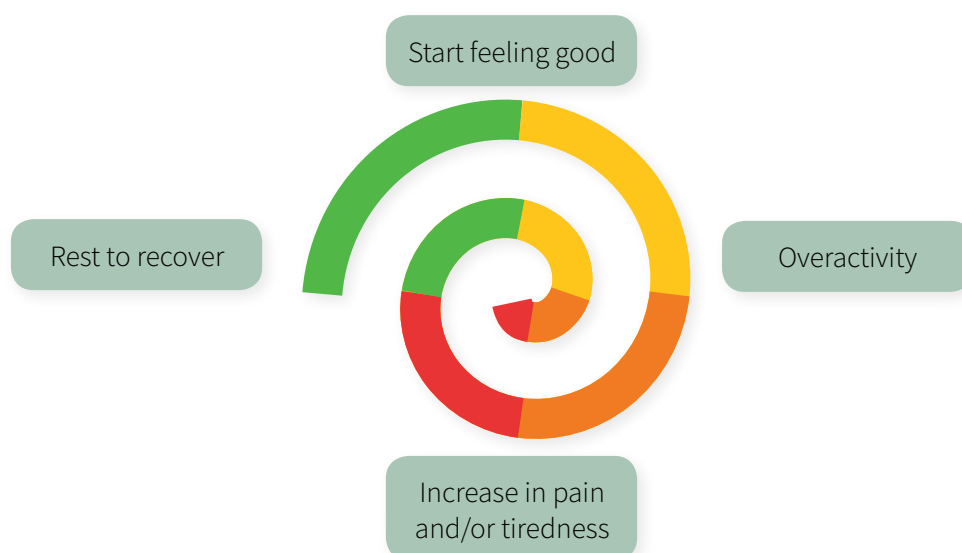 Start feeling good
Rest to recover
Overactivity
Increase in pain
and/or tiredness